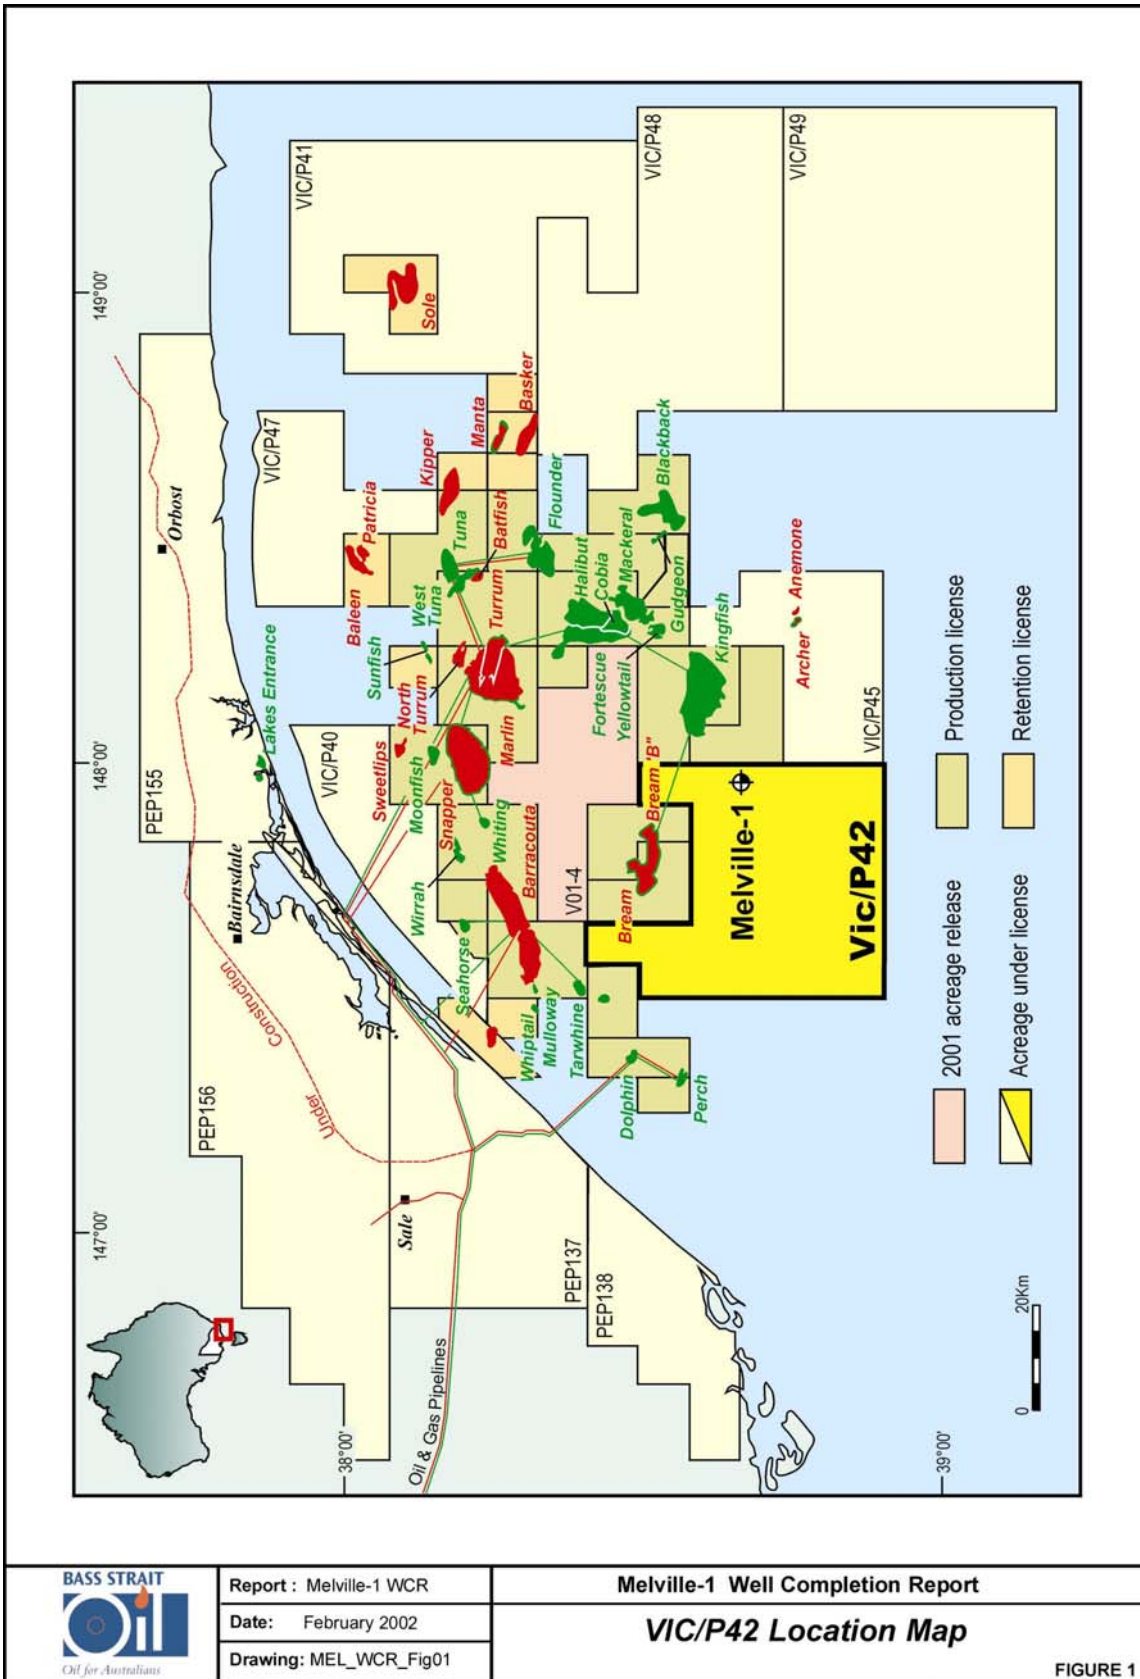 149°00'
148°00'
147°00'
38°00'
39°00'
VIC/P41
VIC/P48
VIC/P49
VIC/P47
VIC/P40
VIC/P45
PEP155
PEP156
PEP137
PEP138
V01-4
Orbost
Bairnsdale
Sale
Lakes Entrance
Under
Construction
Oil & Gas Pipelines
Sole
Manta
Basker
Kipper
Patricia
Baleen
Tuna
West
Tuna
Batfish
Flounder
Blackback
Turrum
Halibut
Cobia
Mackeral
Gudgeon
Sunfish
North
Turrum
Sweetlips
Moonfish
Snapper
Marlin
Fortescue
Yellowtail
Kingfish
Archer
Anemone
Whiting
Wirrah
Barracouta
Seahorse
Whiptail
Mulloway
Tarwhine
Dolphin
Perch
Bream
Bream "B"
Melville-1
Vic/P42
2001 acreage release
Production license
Acreage under license
Retention license
0
20Km
BASS STRAIT
Oil
Oil for Australians
Report : Melville-1 WCR
Date: February 2002
Drawing: MEL_WCR_Fig01
Melville-1 Well Completion Report
VIC/P42 Location Map
FIGURE 1